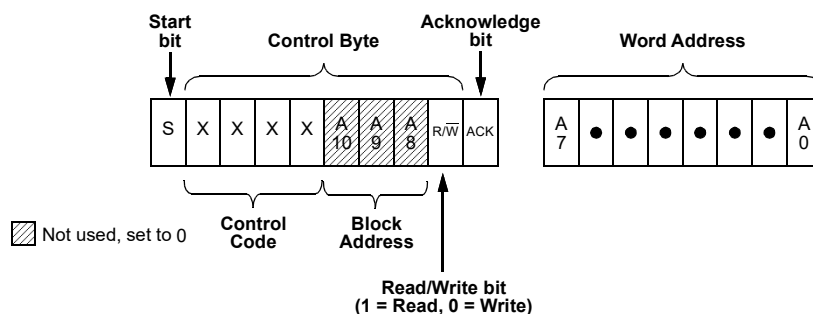 Start
bit
Control Byte
Acknowledge
bit
Word Address
S X X X X A 10 A 9 A 8 R/W̅ ACK
A 7 ● ● ● ● ● ● A 0
Control
Code
Block
Address
Not used, set to 0
Read/Write bit
(1 = Read, 0 = Write)